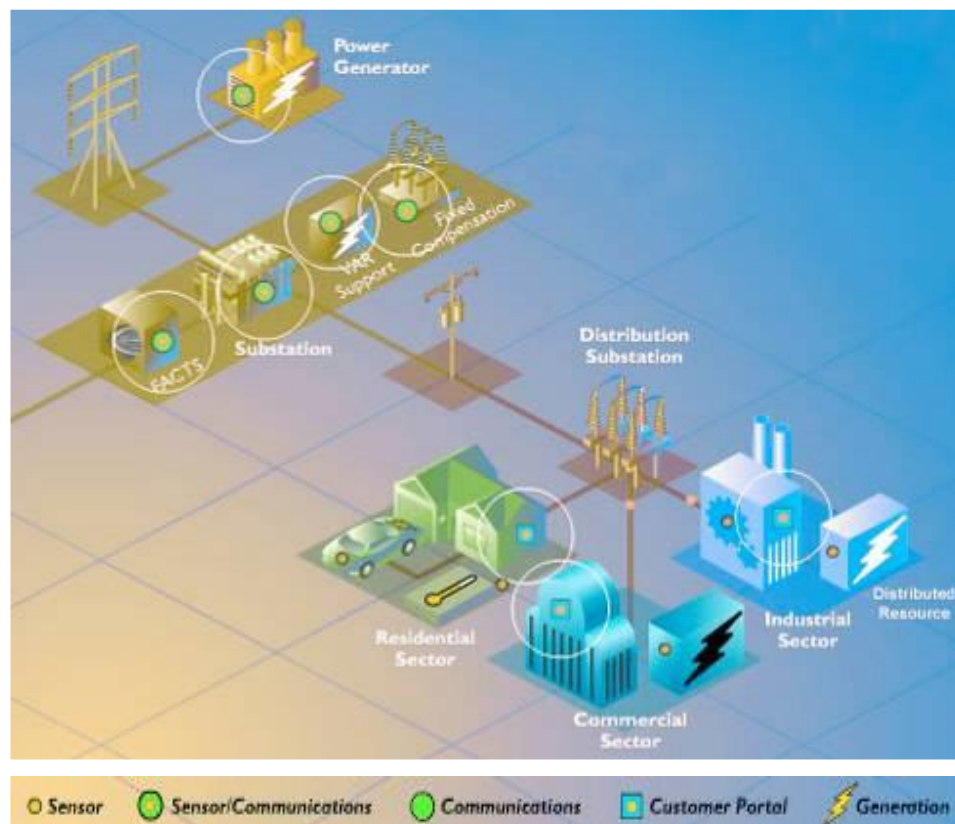 Power
Generator
Fixed
Compensation
VAR
Support
Substation
FACTS
Distribution
Substation
Distributed
Resource
Industrial
Sector
Residential
Sector
Commercial
Sector
Sensor
Sensor/Communications
Communications
Customer Portal
Generation